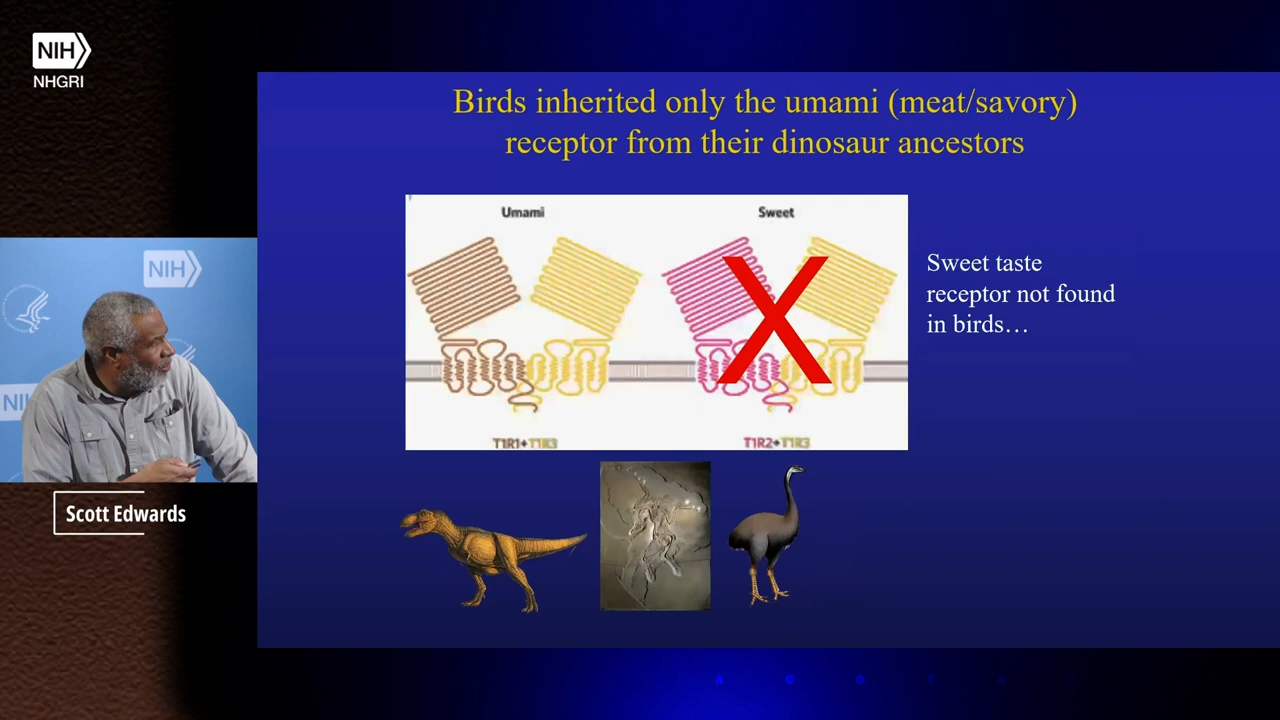 NIH
NHGRI
Birds inherited only the umami (meat/savory)
receptor from their dinosaur ancestors
Umami
Sweet
Sweet taste
receptor not found
in birds…
T1R1+T1R3
T1R2+T1R3
NIH
NI
Scott Edwards
A C G T A